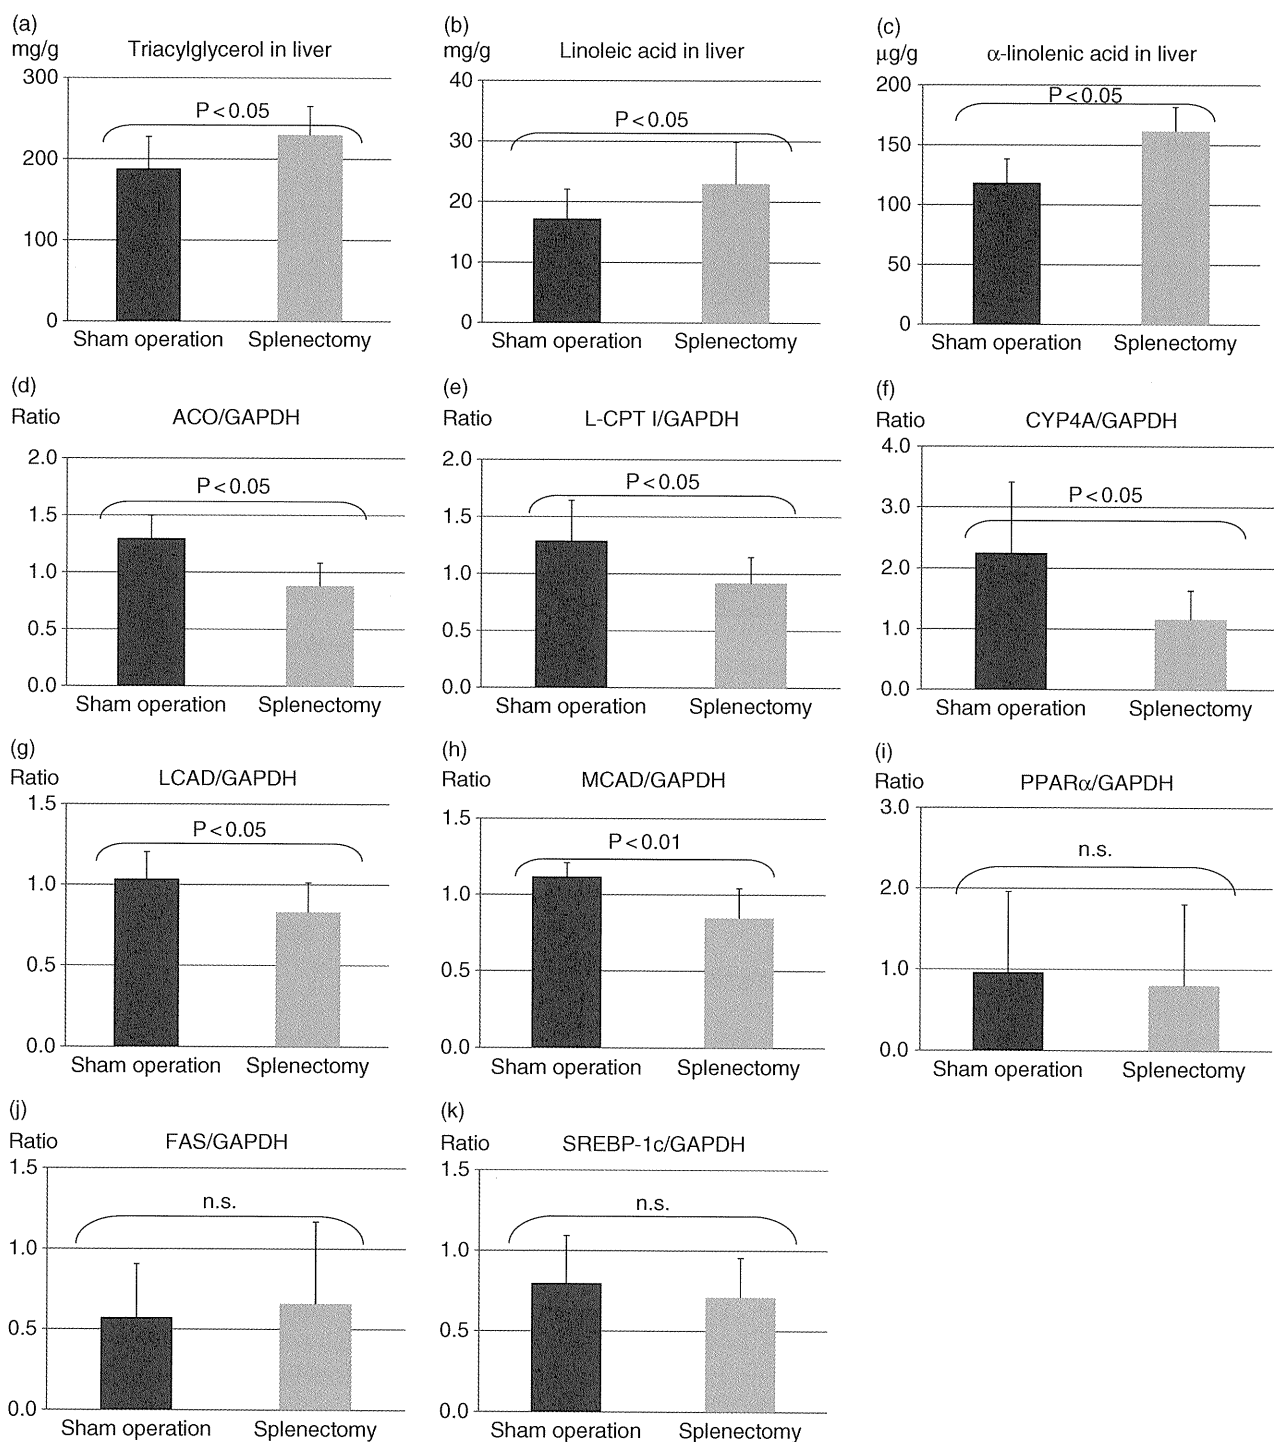 (a)
mg/g Triacylglycerol in liver
300
200
100
0
P < 0.05
Sham operation Splenectomy
(b)
mg/g Linoleic acid in liver
40
30
20
10
0
P < 0.05
Sham operation Splenectomy
(c)
μg/g α-linolenic acid in liver
200
150
100
50
0
P < 0.05
Sham operation Splenectomy
(d)
Ratio ACO/GAPDH
2.0
1.5
1.0
0.5
0.0
P < 0.05
Sham operation Splenectomy
(e)
Ratio L-CPT I/GAPDH
2.0
1.5
1.0
0.5
0.0
P < 0.05
Sham operation Splenectomy
(f)
Ratio CYP4A/GAPDH
4.0
3.0
2.0
1.0
0.0
P < 0.05
Sham operation Splenectomy
(g)
Ratio LCAD/GAPDH
1.5
1.0
0.5
0.0
P < 0.05
Sham operation Splenectomy
(h)
Ratio MCAD/GAPDH
1.5
1.0
0.5
0.0
P < 0.01
Sham operation Splenectomy
(i)
Ratio PPARα/GAPDH
3.0
2.0
1.0
0.0
n.s.
Sham operation Splenectomy
(j)
Ratio FAS/GAPDH
1.5
1.0
0.5
0.0
n.s.
Sham operation Splenectomy
(k)
Ratio SREBP-1c/GAPDH
1.5
1.0
0.5
0.0
n.s.
Sham operation Splenectomy